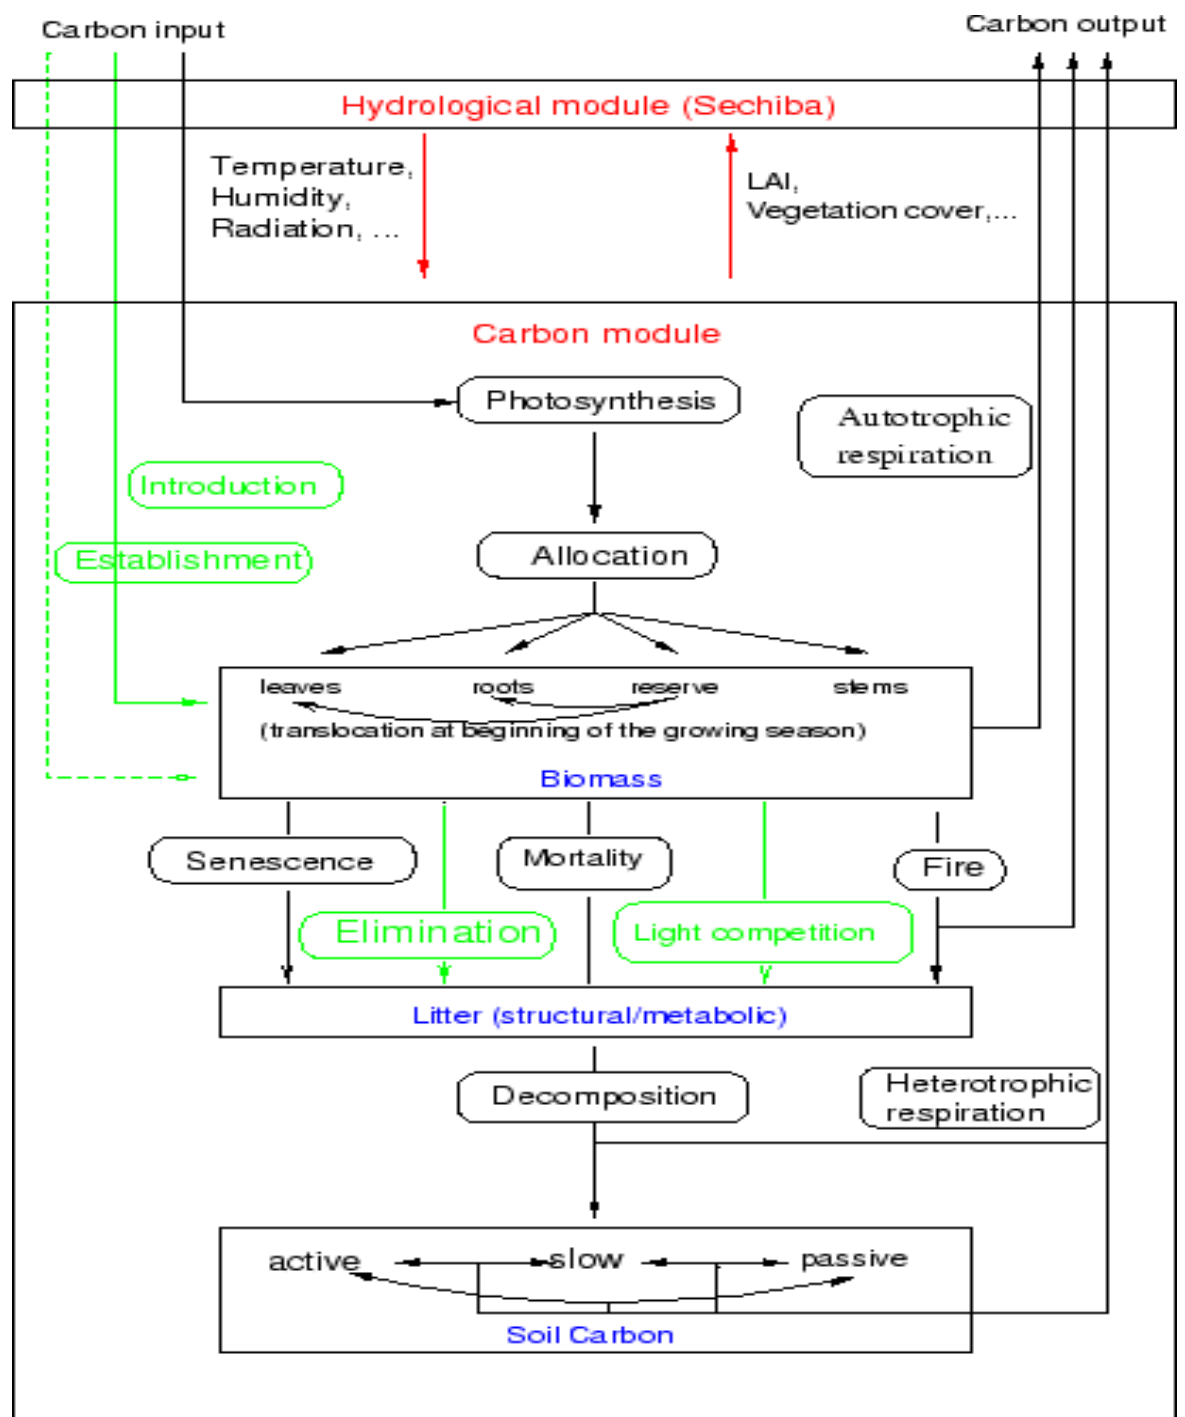 Carbon input
Carbon output
Hydrological module (Sechiba)
Temperature,
Humidity,
Radiation, ...
LAI,
Vegetation cover,...
Carbon module
Photosynthesis
Autotrophic
respiration
Introduction
Establishment
Allocation
leaves roots reserve stems
(translocation at beginning of the growing season)
Biomass
Senescence
Mortality
Fire
Elimination
Light competition
Litter (structural/metabolic)
Decomposition
Heterotrophic
respiration
active slow passive
Soil Carbon